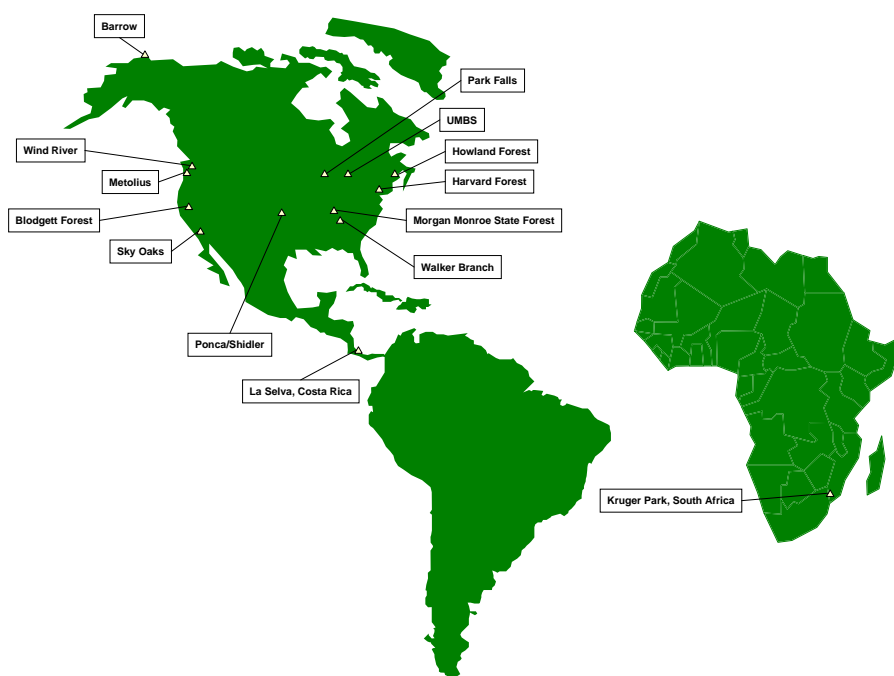 Barrow
Park Falls
UMBS
Wind River
Howland Forest
Metolius
Harvard Forest
Blodgett Forest
Morgan Monroe State Forest
Sky Oaks
Walker Branch
Ponca/Shidler
La Selva, Costa Rica
Kruger Park, South Africa